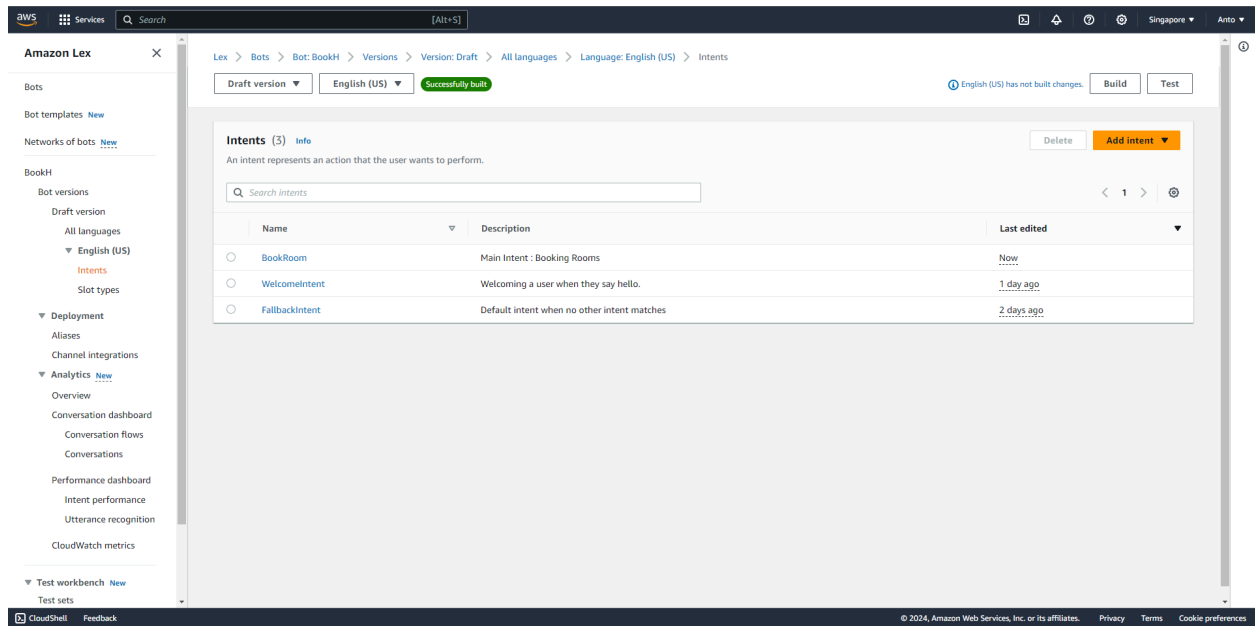 aws Services Search [Alt+S] Singapore ▼ Anto ▼
Amazon Lex
Bots
Bot templates New
Networks of bots New
BookH
Bot versions
Draft version
All languages
▼ English (US)
Intents
Slot types
▼ Deployment
Aliases
Channel integrations
▼ Analytics New
Overview
Conversation dashboard
Conversation flows
Conversations
Performance dashboard
Intent performance
Utterance recognition
CloudWatch metrics
▼ Test workbench New
Test sets
Lex > Bots > Bot: BookH > Versions > Version: Draft > All languages > Language: English (US) > Intents
Draft version ▼ English (US) ▼ Successfully built English (US) has not built changes. Build Test
Intents (3) Info Delete Add intent ▼
An intent represents an action that the user wants to perform.
Search intents < 1 >
Name Description Last edited
BookRoom Main Intent : Booking Rooms Now
WelcomeIntent Welcoming a user when they say hello. 1 day ago
FallbackIntent Default intent when no other intent matches 2 days ago
CloudShell Feedback © 2024, Amazon Web Services, Inc. or its affiliates. Privacy Terms Cookie preferences